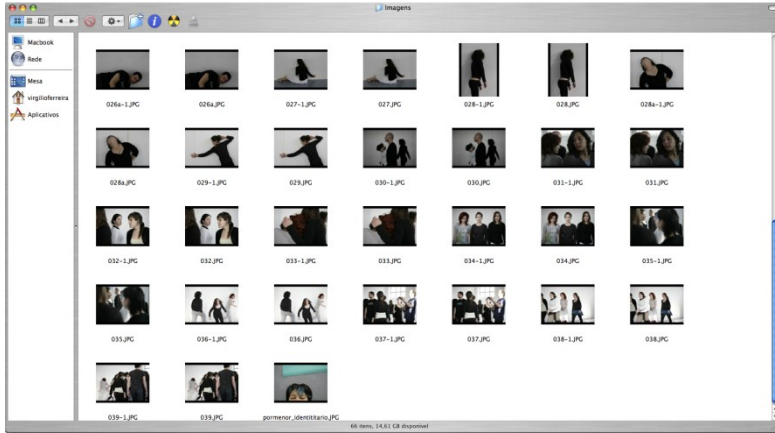 Imagens
Macbook
Rede
Mesa
virgilioferreira
Aplicativos
026a-1.JPG 026a.JPG 027-1.JPG 027.JPG 028-1.JPG 028.JPG 028a-1.JPG
028a.JPG 029-1.JPG 029.JPG 030-1.JPG 030.JPG 031-1.JPG 031.JPG
032-1.JPG 032.JPG 033-1.JPG 033.JPG 034-1.JPG 034.JPG 035-1.JPG
035.JPG 036-1.JPG 036.JPG 037-1.JPG 037.JPG 038-1.JPG 038.JPG
039-1.JPG 039.JPG pormenor_identititario.JPG
66 itens, 14,61 GB disponível